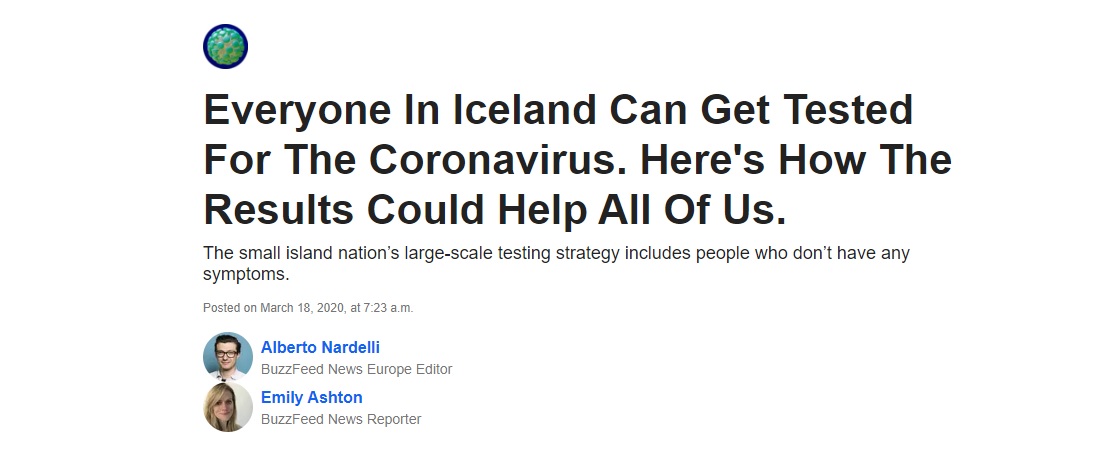 Everyone In Iceland Can Get Tested
For The Coronavirus. Here's How The
Results Could Help All Of Us.
The small island nation’s large-scale testing strategy includes people who don’t have any
symptoms.
Posted on March 18, 2020, at 7:23 a.m.
Alberto Nardelli
BuzzFeed News Europe Editor
Emily Ashton
BuzzFeed News Reporter